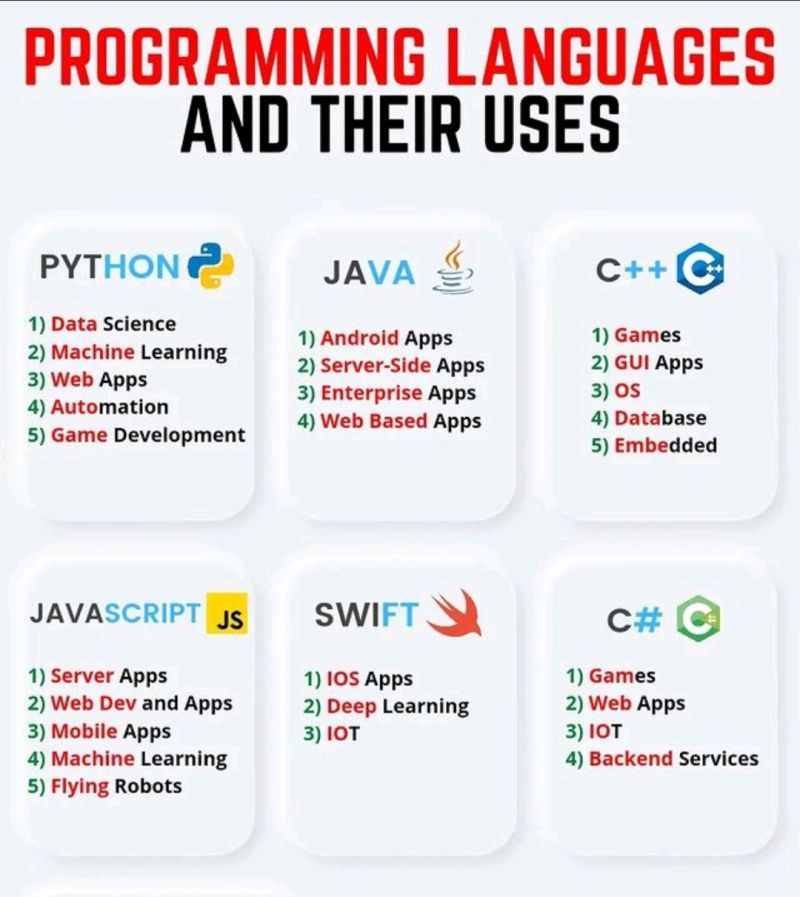 PROGRAMMING LANGUAGES
AND THEIR USES
PYTHON
1) Data Science
2) Machine Learning
3) Web Apps
4) Automation
5) Game Development
JAVA
1) Android Apps
2) Server-Side Apps
3) Enterprise Apps
4) Web Based Apps
C++
C++
1) Games
2) GUI Apps
3) OS
4) Database
5) Embedded
JAVASCRIPT
JS
1) Server Apps
2) Web Dev and Apps
3) Mobile Apps
4) Machine Learning
5) Flying Robots
SWIFT
1) IOS Apps
2) Deep Learning
3) IOT
C#
C#
1) Games
2) Web Apps
3) IOT
4) Backend Services